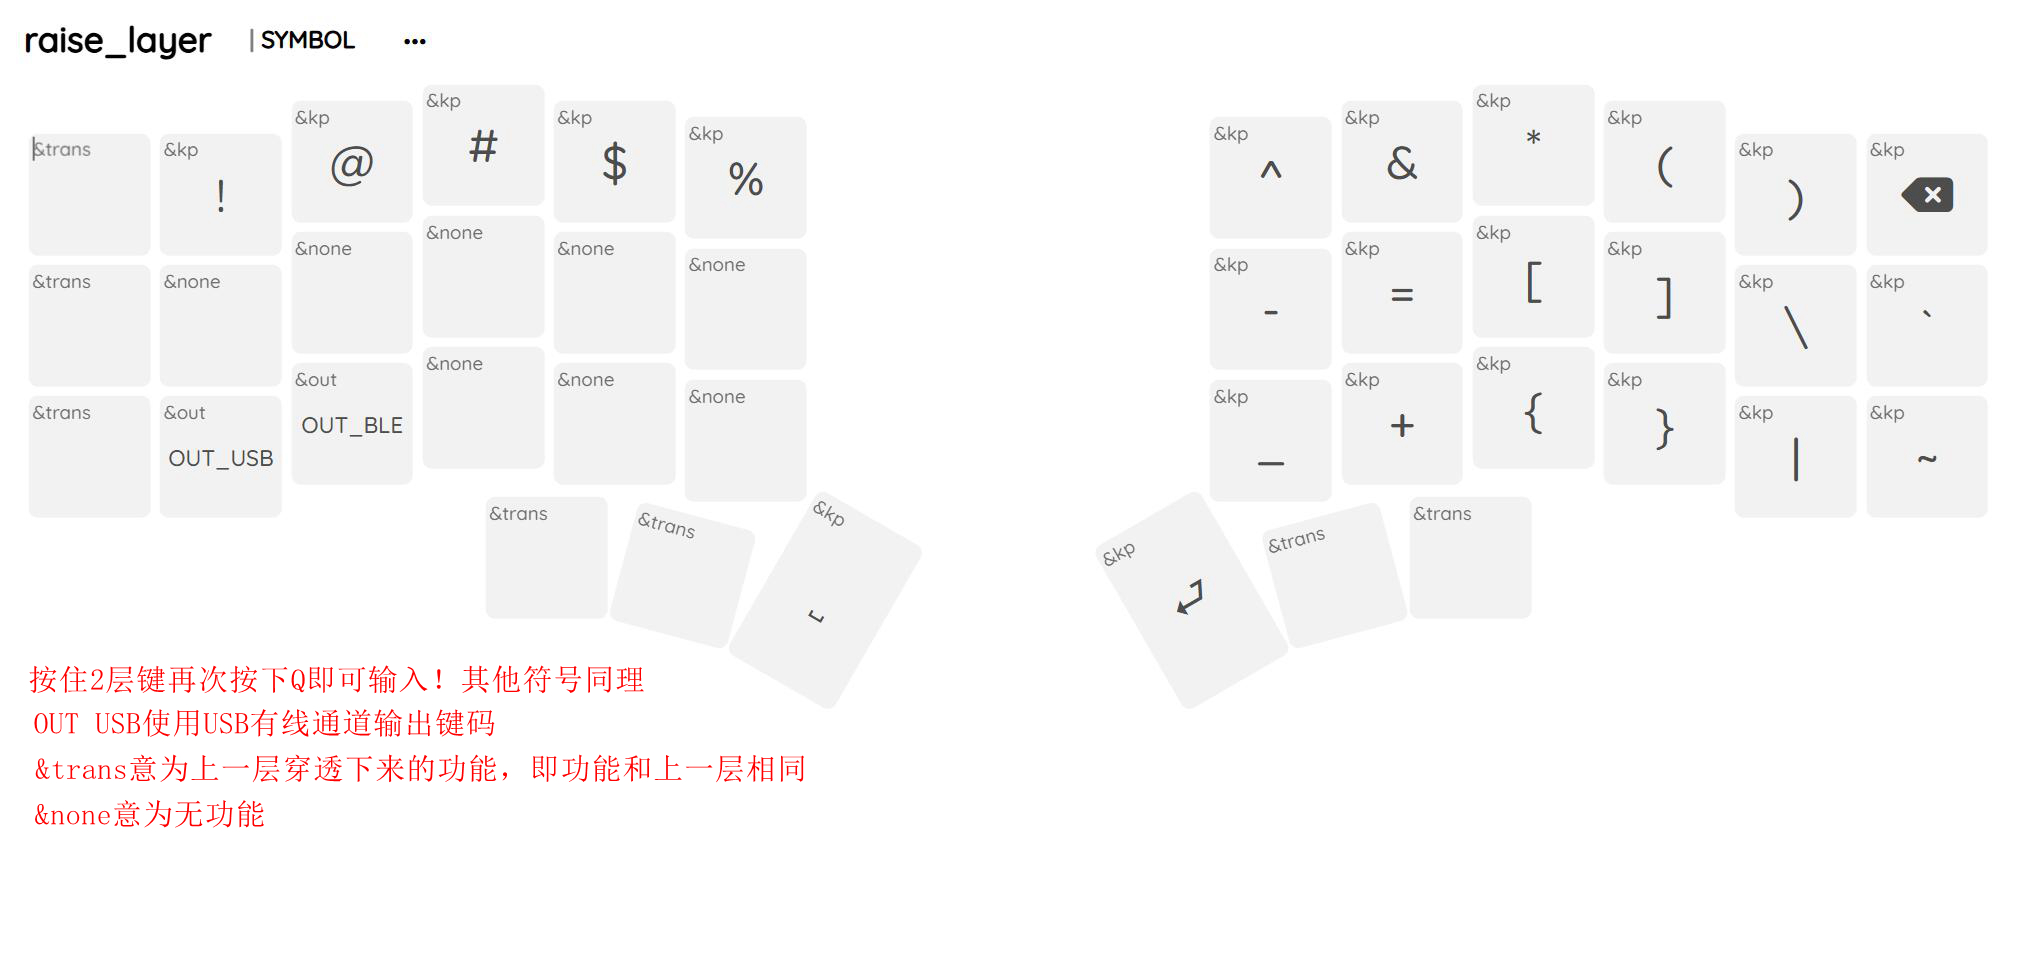 raise_layer | SYMBOL •••
&trans &kp ! &kp @ &kp # &kp $ &kp % &kp ^ &kp & &kp * &kp ( &kp ) &kp
&trans &none &none &none &none &none &kp - &kp = &kp [ &kp ] &kp \ &kp `
&trans &out OUT_USB &out OUT_BLE &none &none &none &kp _ &kp + &kp { &kp } &kp | &kp ~
&trans &trans &kp ⎵ &kp &trans &trans
按住2层键再次按下Q即可输入！其他符号同理
OUT USB使用USB有线通道输出键码
&trans意为上一层穿透下来的功能，即功能和上一层相同
&none意为无功能